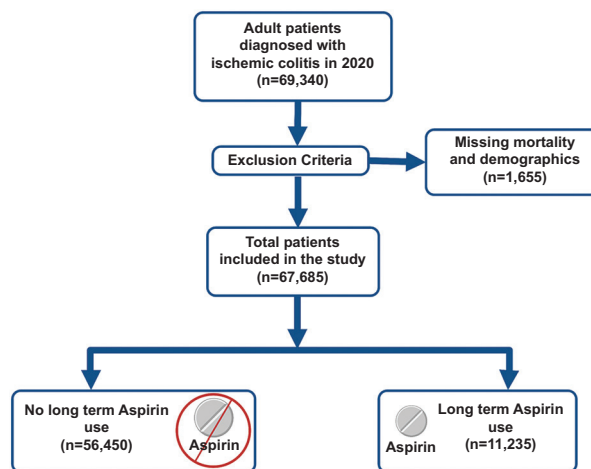 Adult patients
diagnosed with
ischemic colitis in 2020
(n=69,340)
Exclusion Criteria
Missing mortality
and demographics
(n=1,655)
Total patients
included in the study
(n=67,685)
No long term Aspirin
use
(n=56,450)
Aspirin
Aspirin
Long term Aspirin
use
(n=11,235)